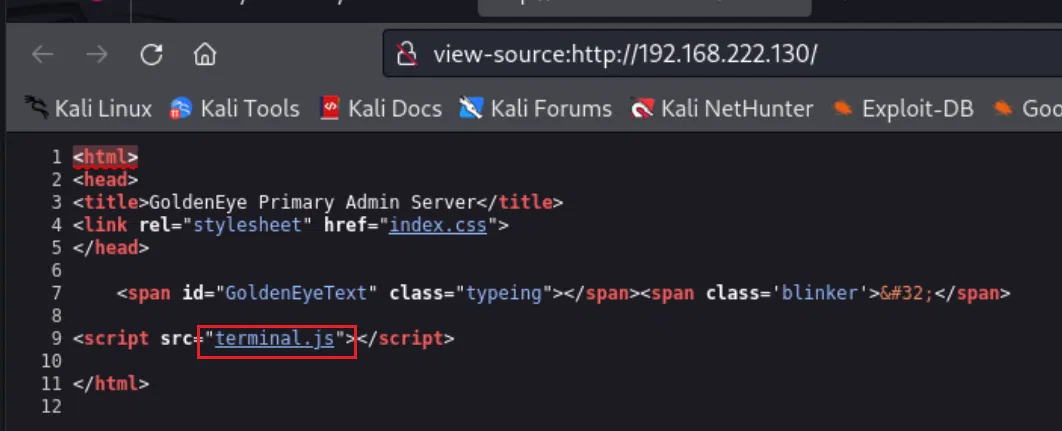 view-source:http://192.168.222.130/
Kali Linux Kali Tools Kali Docs Kali Forums Kali NetHunter Exploit-DB Goo
1 <html>
2 <head>
3 <title>GoldenEye Primary Admin Server</title>
4 <link rel="stylesheet" href="index.css">
5 </head>
6
7     <span id="GoldenEyeText" class="typeing"></span><span class='blinker'>&#32;</span>
8
9 <script src="terminal.js"></script>
10
11 </html>
12